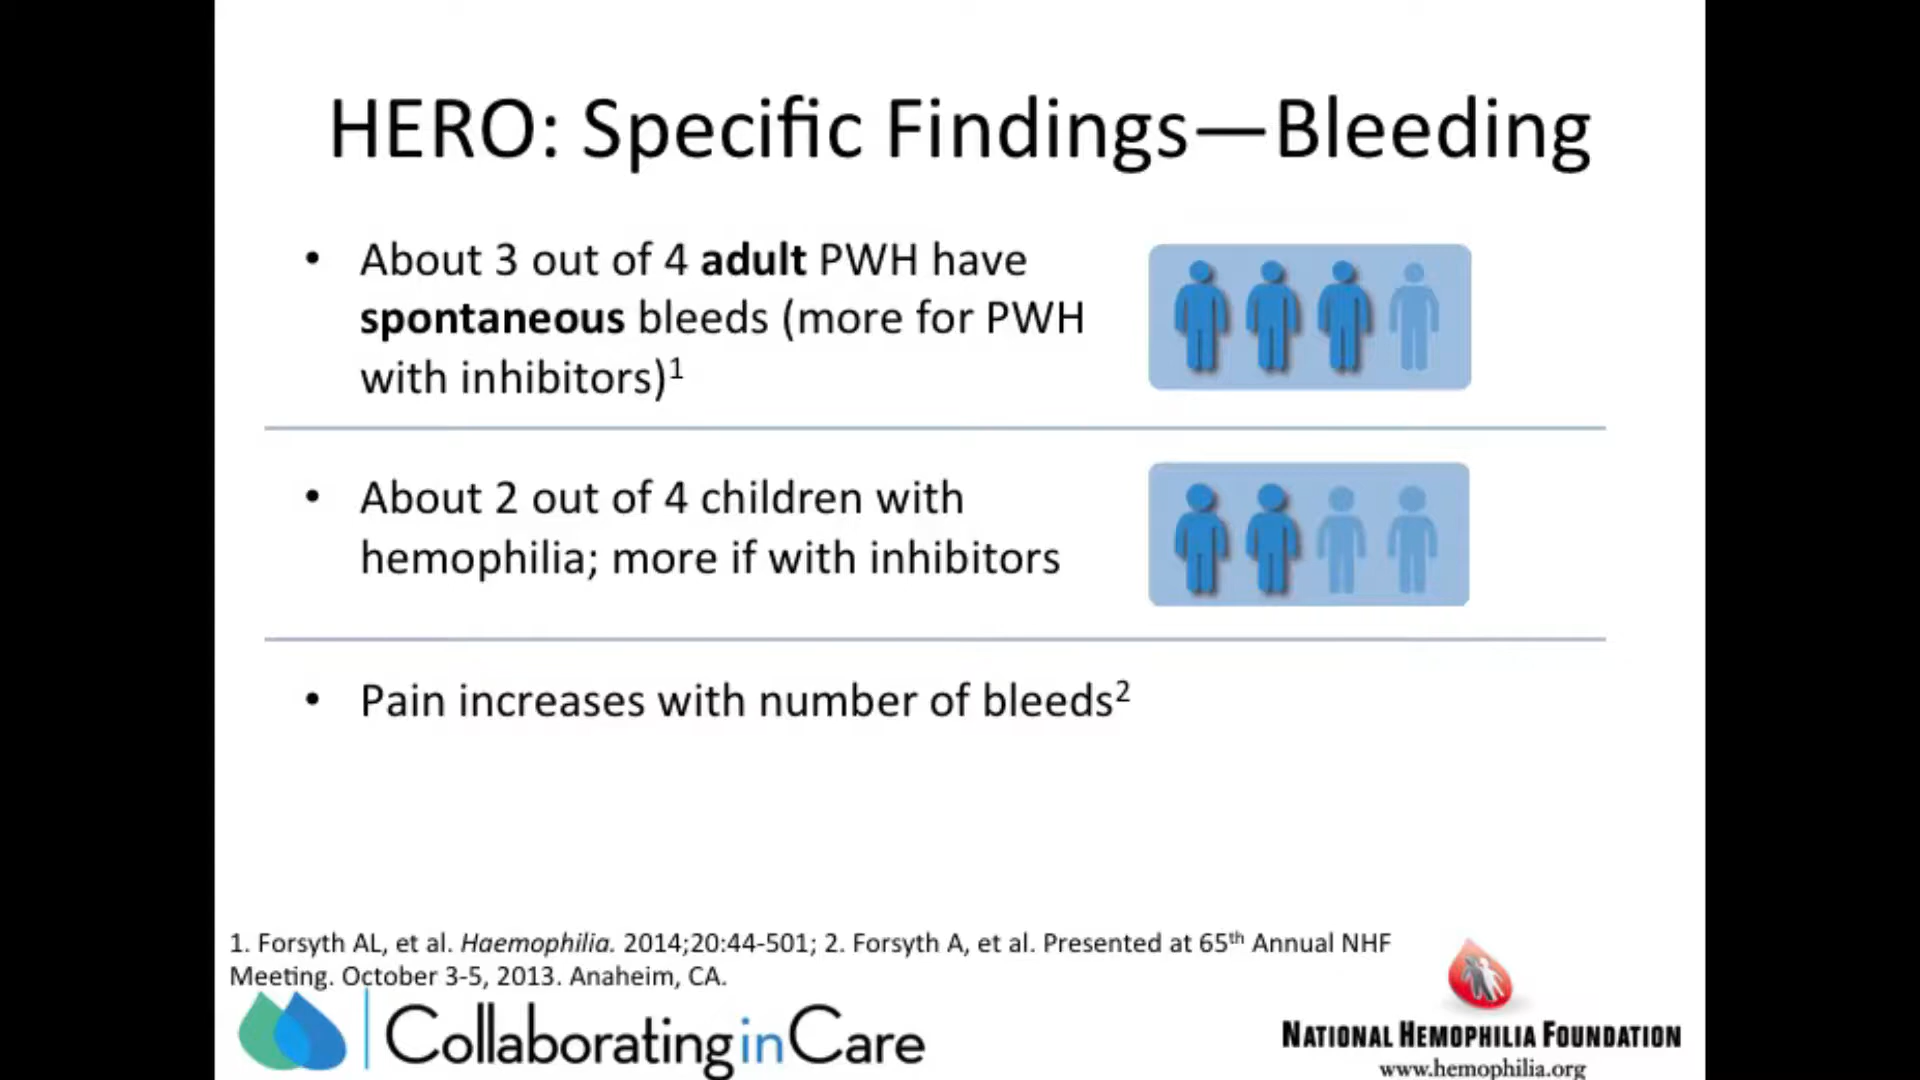 HERO: Specific Findings—Bleeding
• About 3 out of 4 adult PWH have
spontaneous bleeds (more for PWH
with inhibitors)1
• About 2 out of 4 children with
hemophilia; more if with inhibitors
• Pain increases with number of bleeds2
1. Forsyth AL, et al. Haemophilia. 2014;20:44-501; 2. Forsyth A, et al. Presented at 65th Annual NHF
Meeting. October 3-5, 2013. Anaheim, CA.
CollaboratinginCare
NATIONAL HEMOPHILIA FOUNDATION
www.hemophilia.org